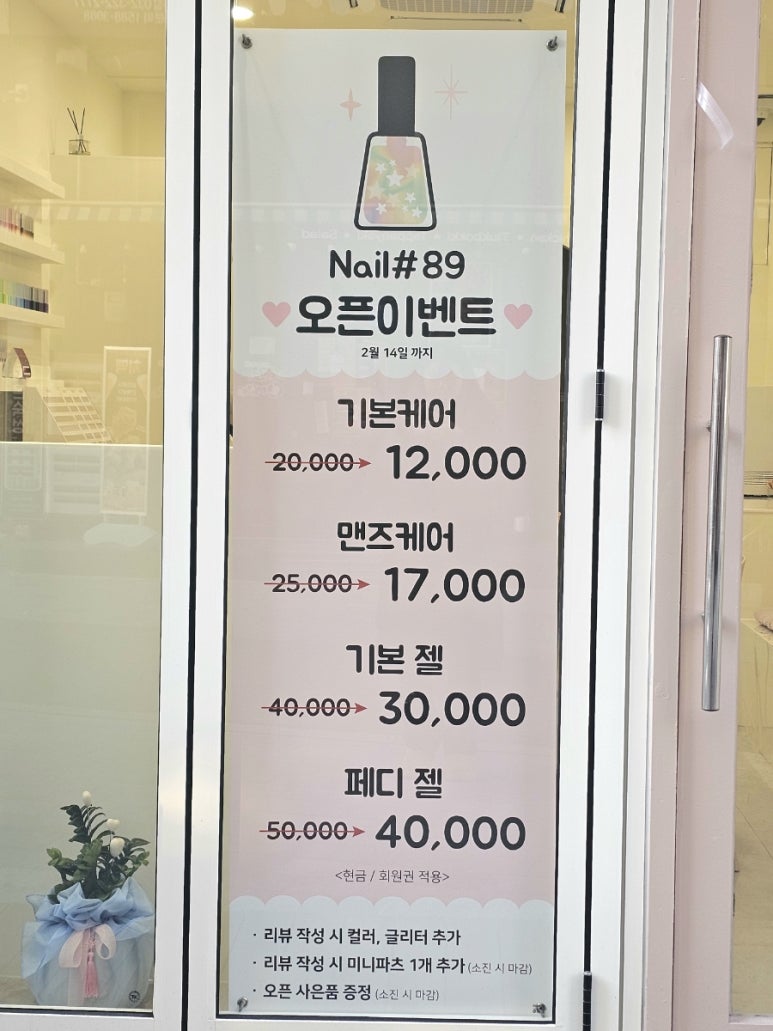 Nail#89
오픈이벤트
2월 14일 까지
기본케어
20,000 12,000
맨즈케어
25,000 17,000
기본 젤
40,000 30,000
페디 젤
50,000 40,000
<현금 / 회원권 적용>
· 리뷰 작성 시 컬러, 글리터 추가
· 리뷰 작성 시 미니파츠 1개 추가 (소진 시 마감)
· 오픈 사은품 증정 (소진 시 마감)